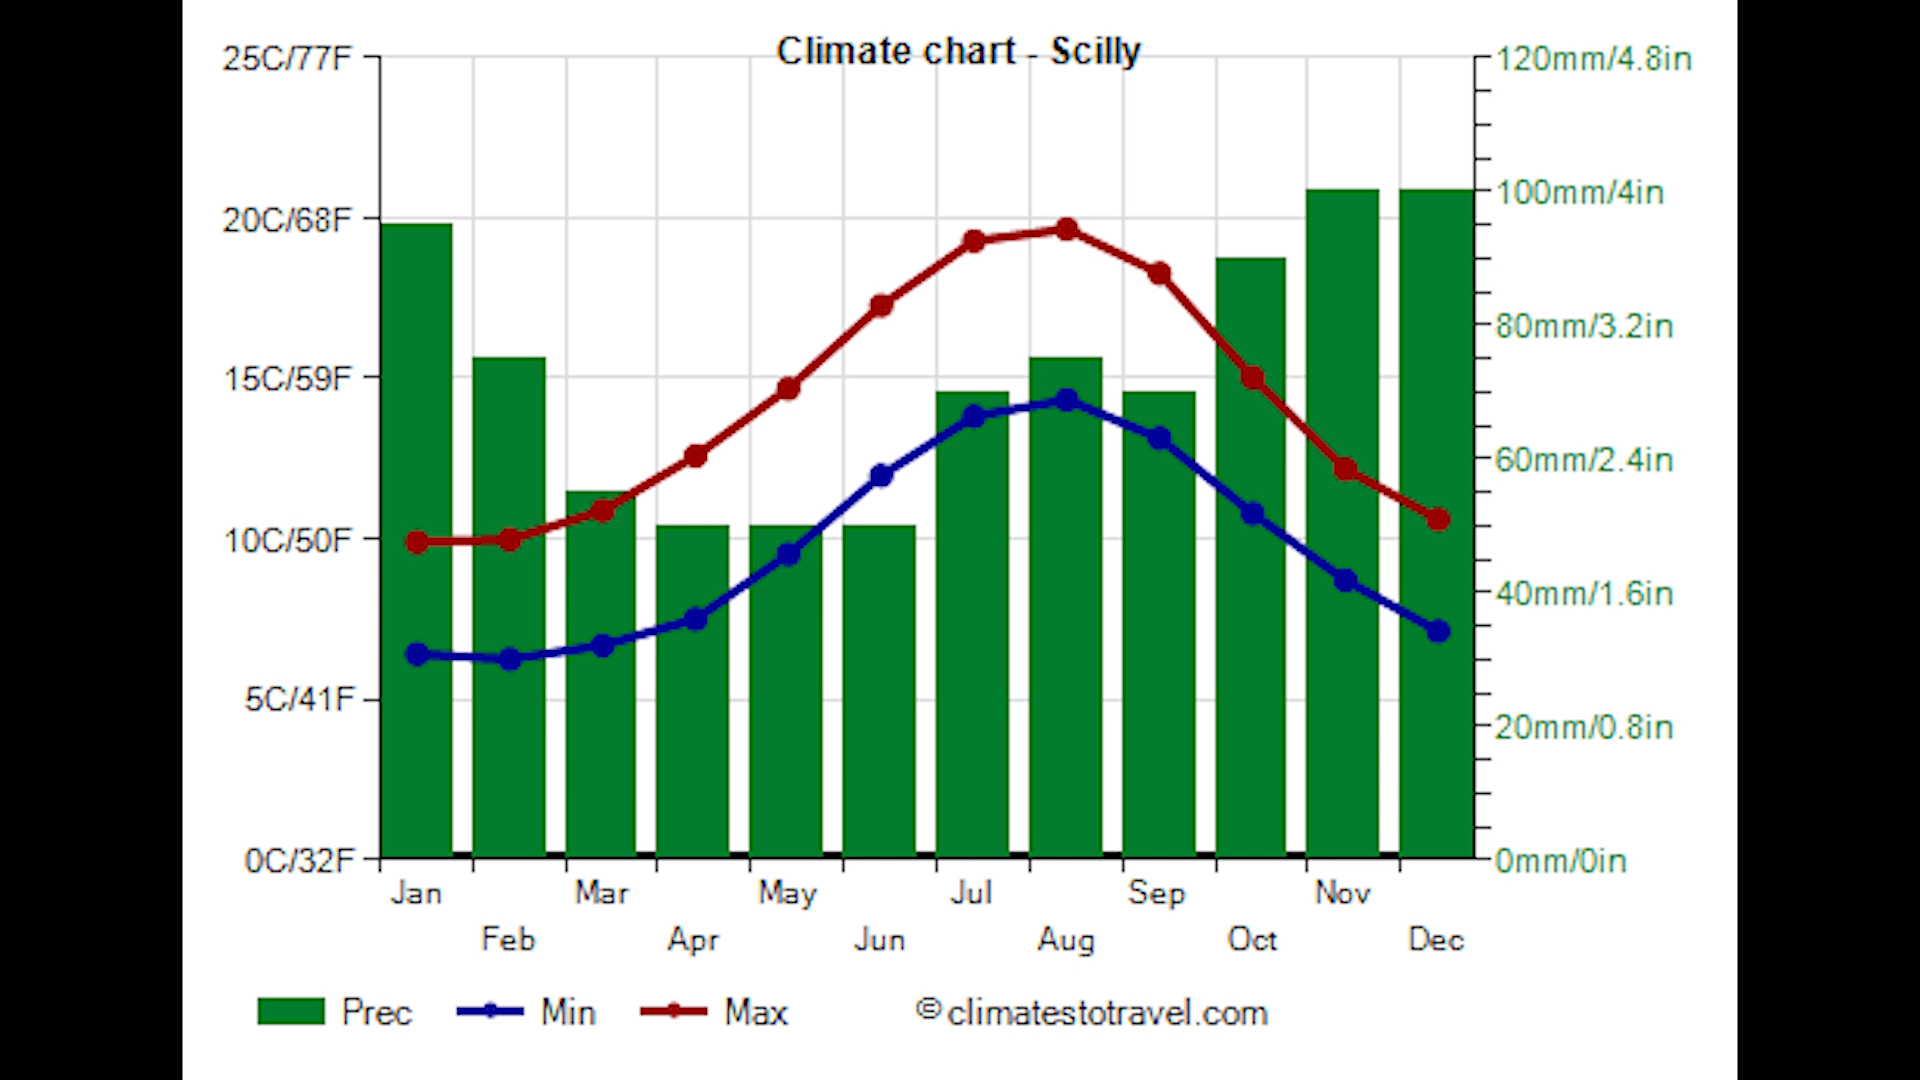 Climate chart - Scilly
25C/77F
20C/68F
15C/59F
10C/50F
5C/41F
0C/32F
120mm/4.8in
100mm/4in
80mm/3.2in
60mm/2.4in
40mm/1.6in
20mm/0.8in
0mm/0in
Jan Mar May Jul Sep Nov
Feb Apr Jun Aug Oct Dec
Prec Min Max ©climatestotravel.com